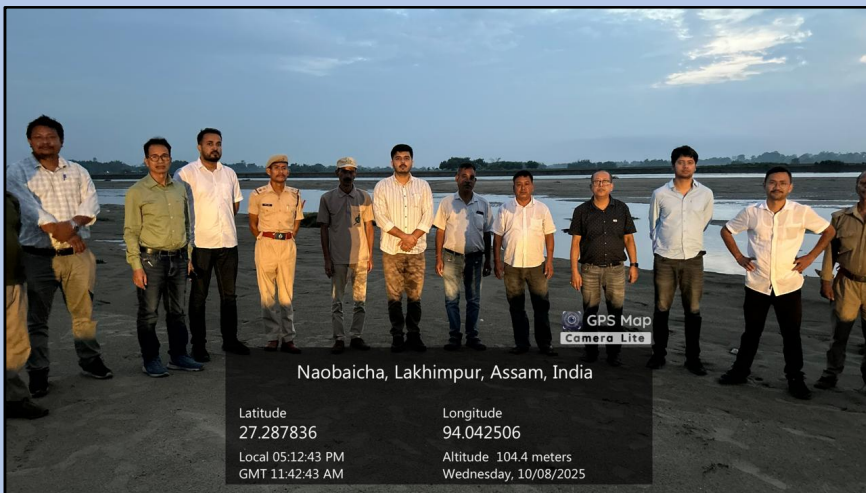 GPS Map
Camera Lite
Naobaicha, Lakhimpur, Assam, India
Latitude
27.287836
Longitude
94.042506
Local 05:12:43 PM
GMT 11:42:43 AM
Altitude 104.4 meters
Wednesday, 10/08/2025